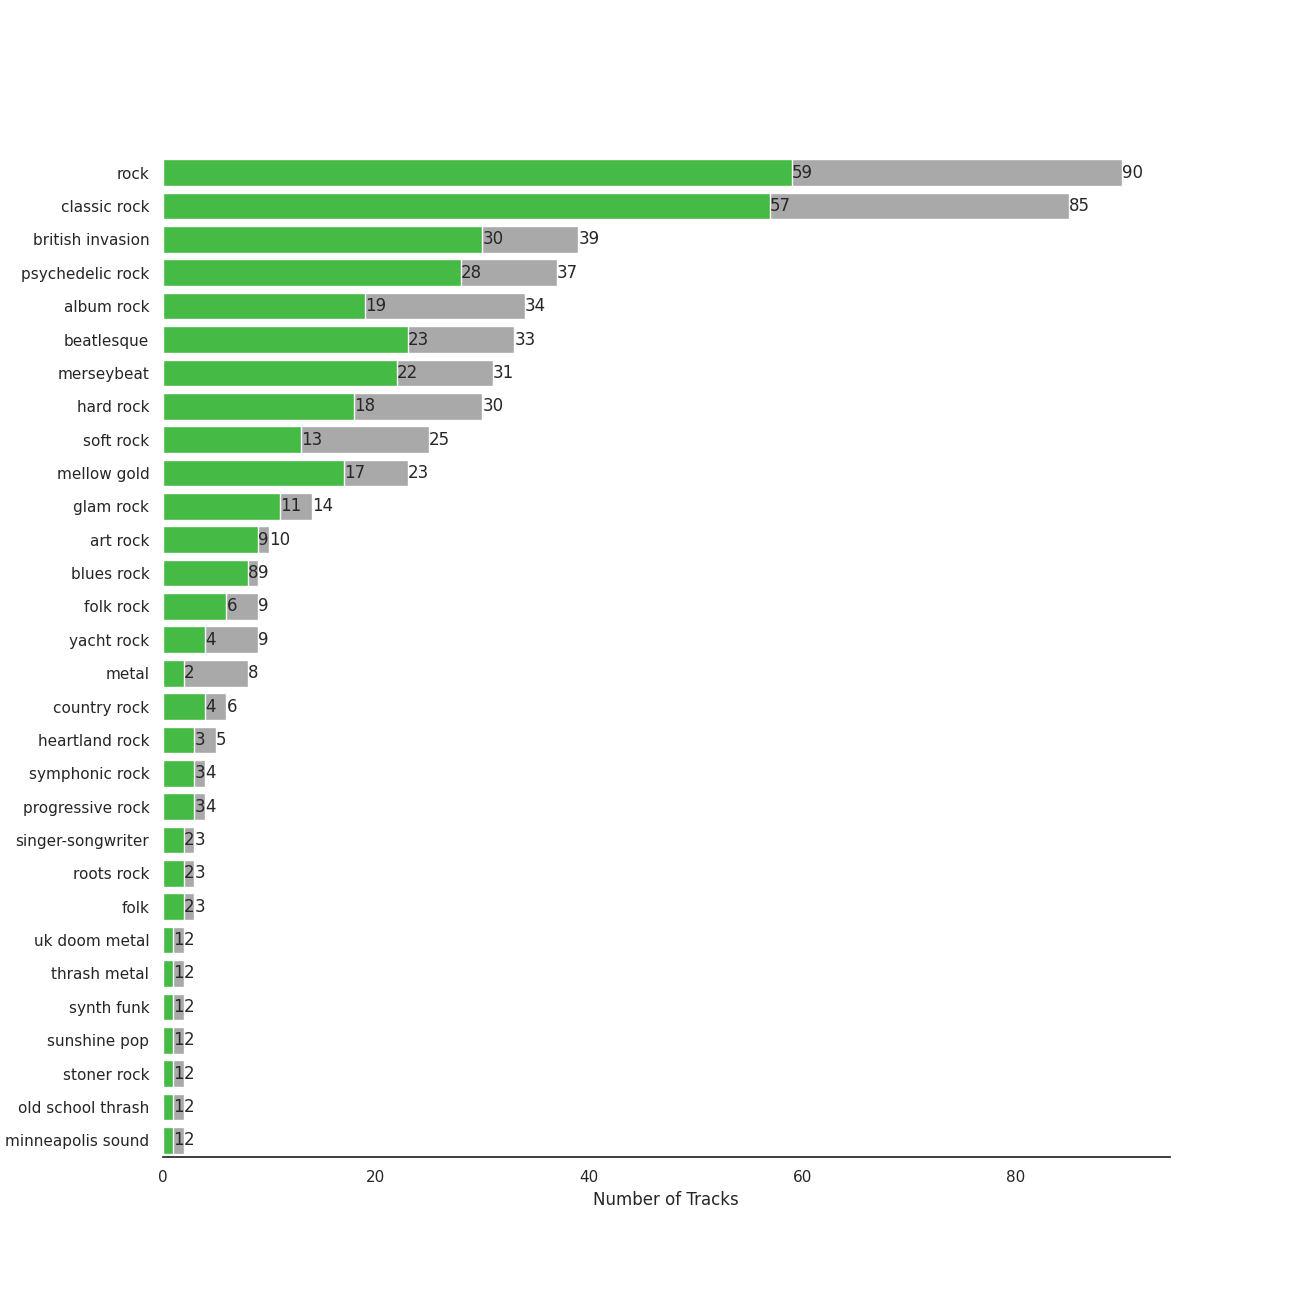 rock 59 90
classic rock 57 85
british invasion 30 39
psychedelic rock 28 37
album rock 19 34
beatlesque 23 33
merseybeat 22 31
hard rock 18 30
soft rock 13 25
mellow gold 17 23
glam rock 11 14
art rock 9 10
blues rock 8 9
folk rock 6 9
yacht rock 4 9
metal 2 8
country rock 4 6
heartland rock 3 5
symphonic rock 3 4
progressive rock 3 4
singer-songwriter 2 3
roots rock 2 3
folk 2 3
uk doom metal 1 2
thrash metal 1 2
synth funk 1 2
sunshine pop 1 2
stoner rock 1 2
old school thrash 1 2
minneapolis sound 1 2
0 20 40 60 80
Number of Tracks